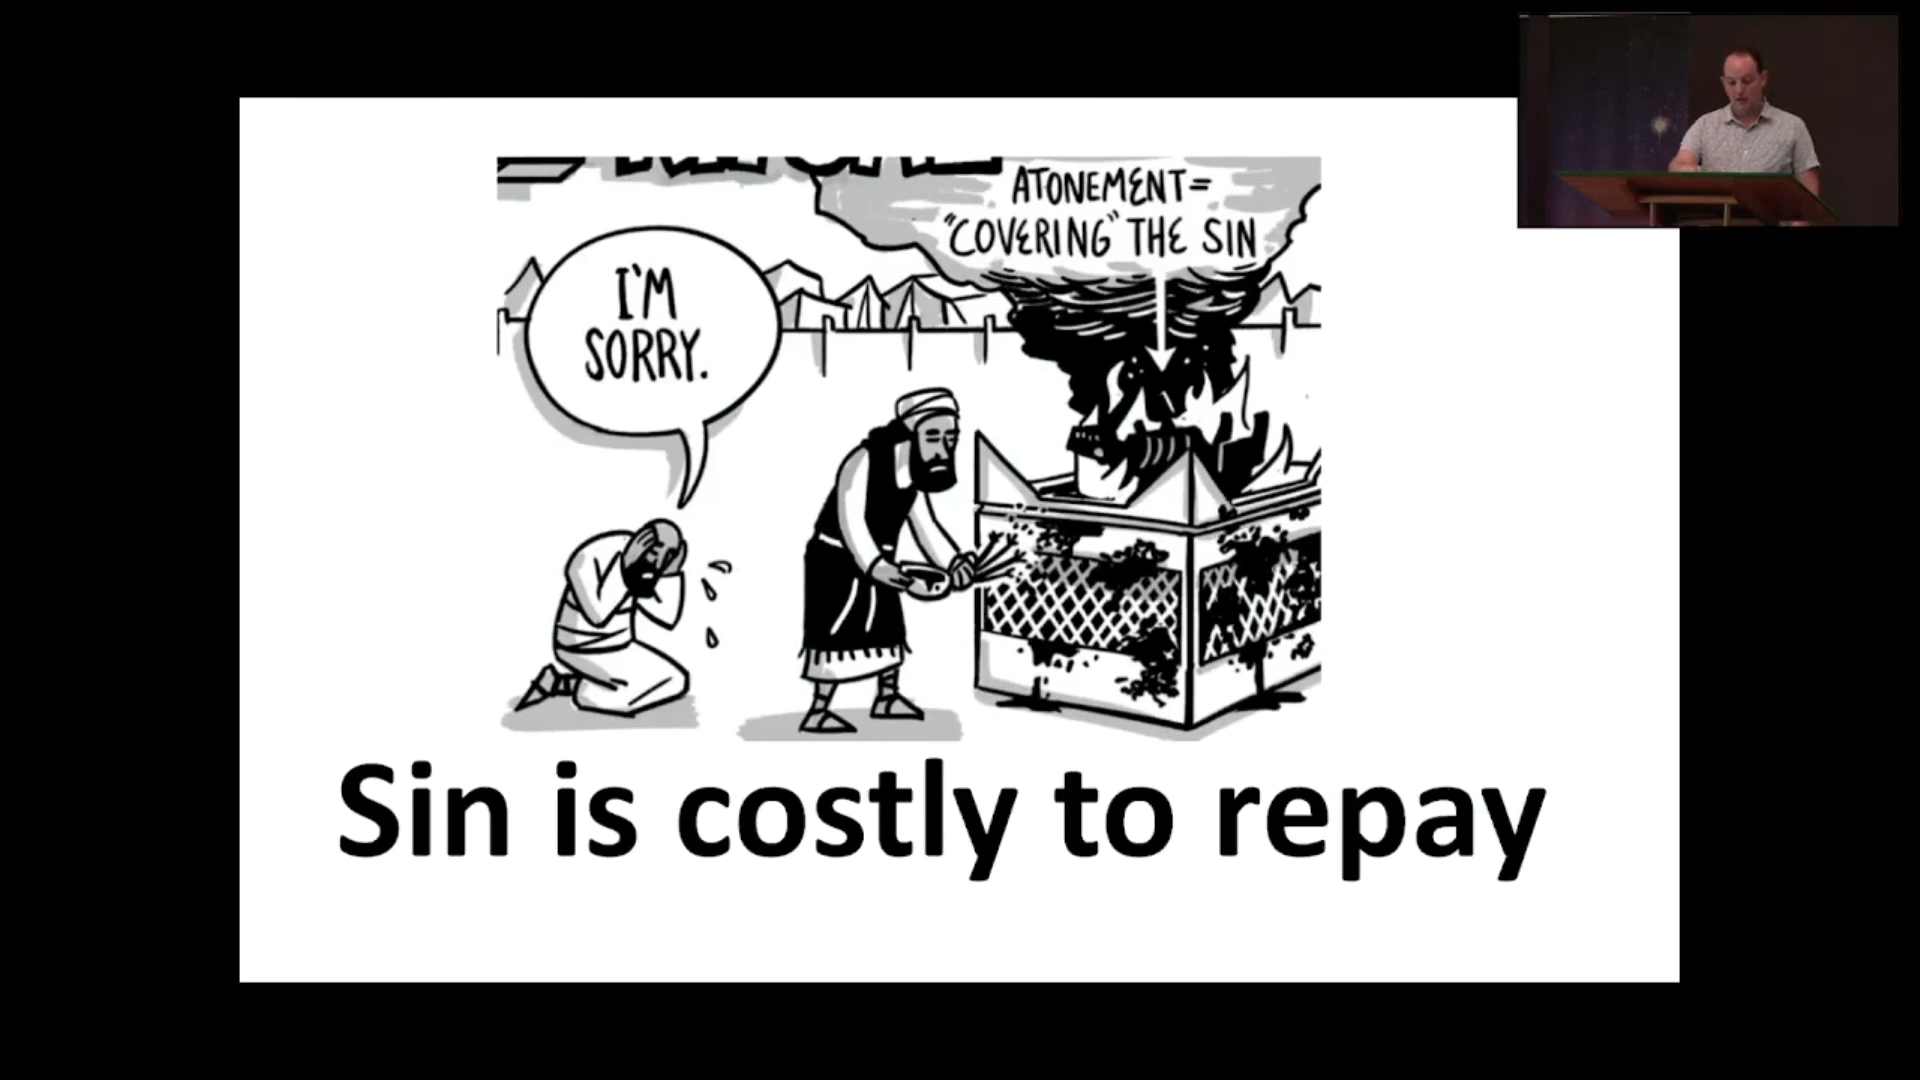 ATONEMENT=
"COVERING" THE SIN
I'M
SORRY.
Sin is costly to repay